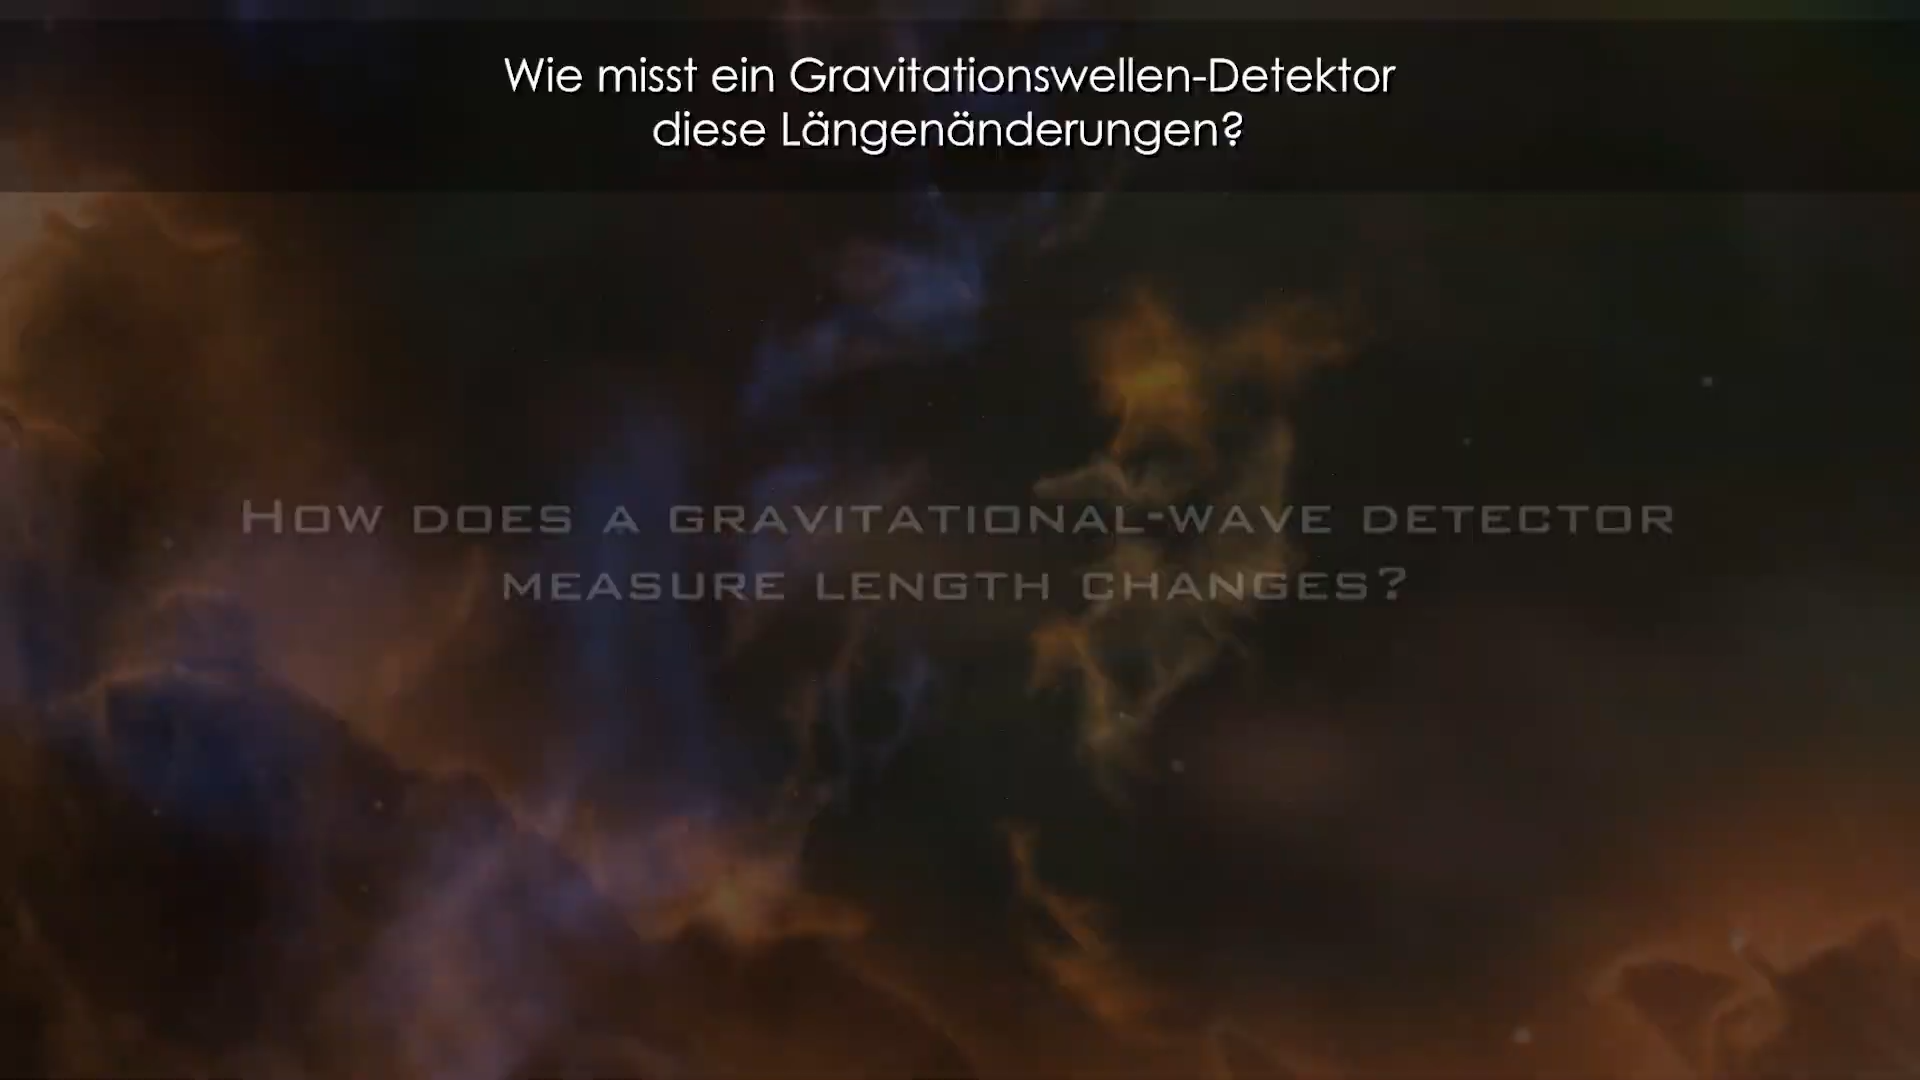 Wie misst ein Gravitationswellen-Detektor
diese Längenänderungen?
How does a gravitational-wave detector
measure length changes?